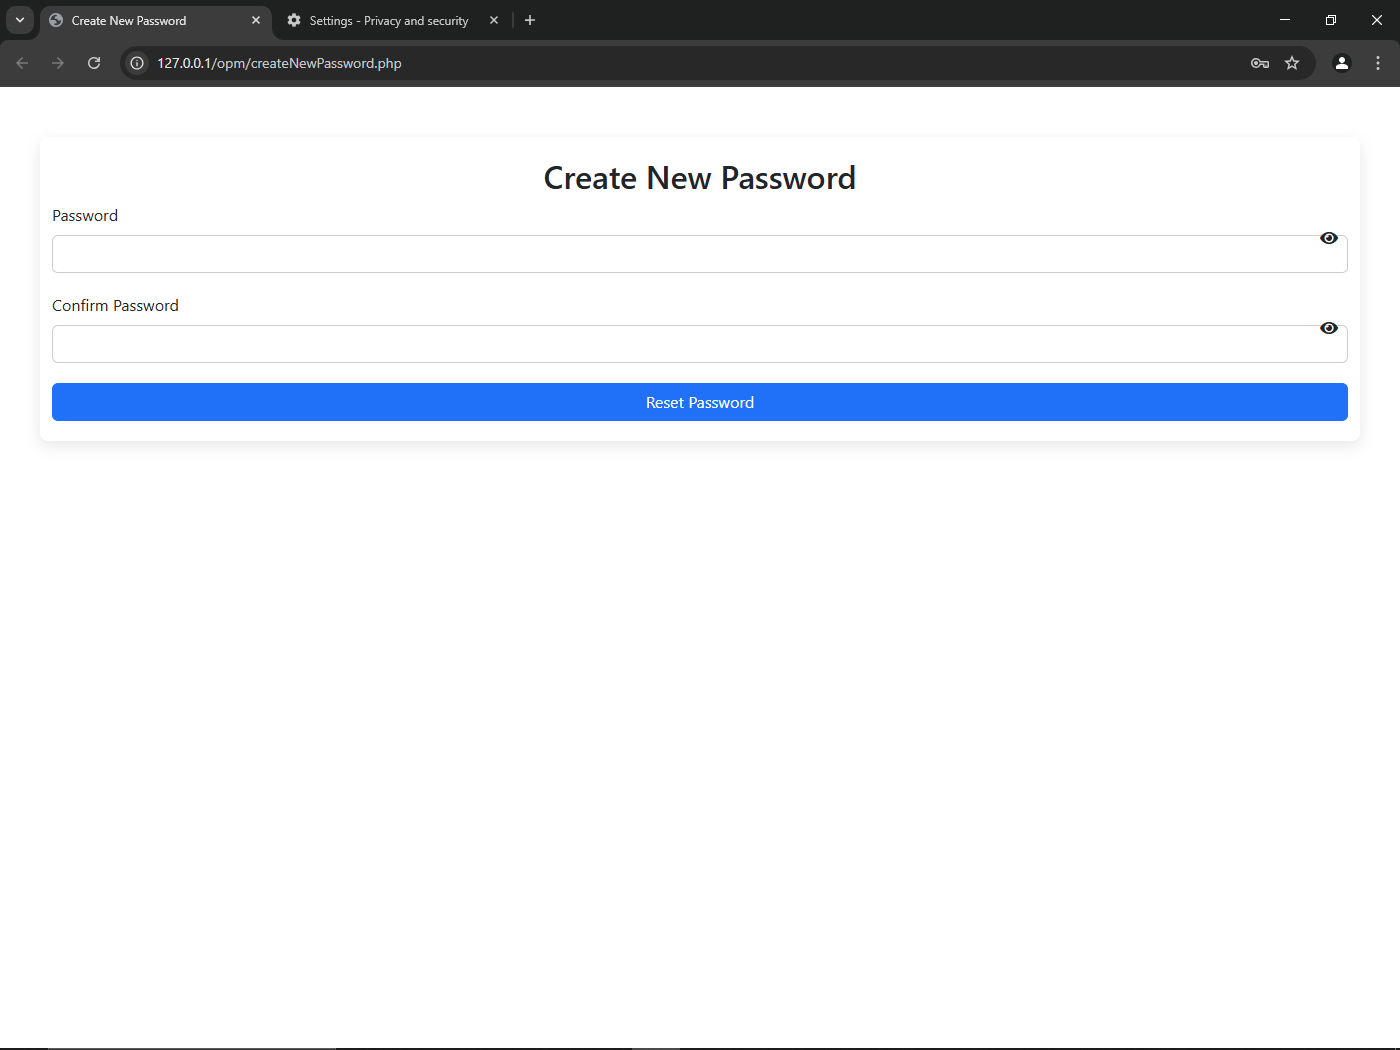 Create New Password
Settings - Privacy and security
127.0.0.1/opm/createNewPassword.php
Create New Password
Password
Confirm Password
Reset Password